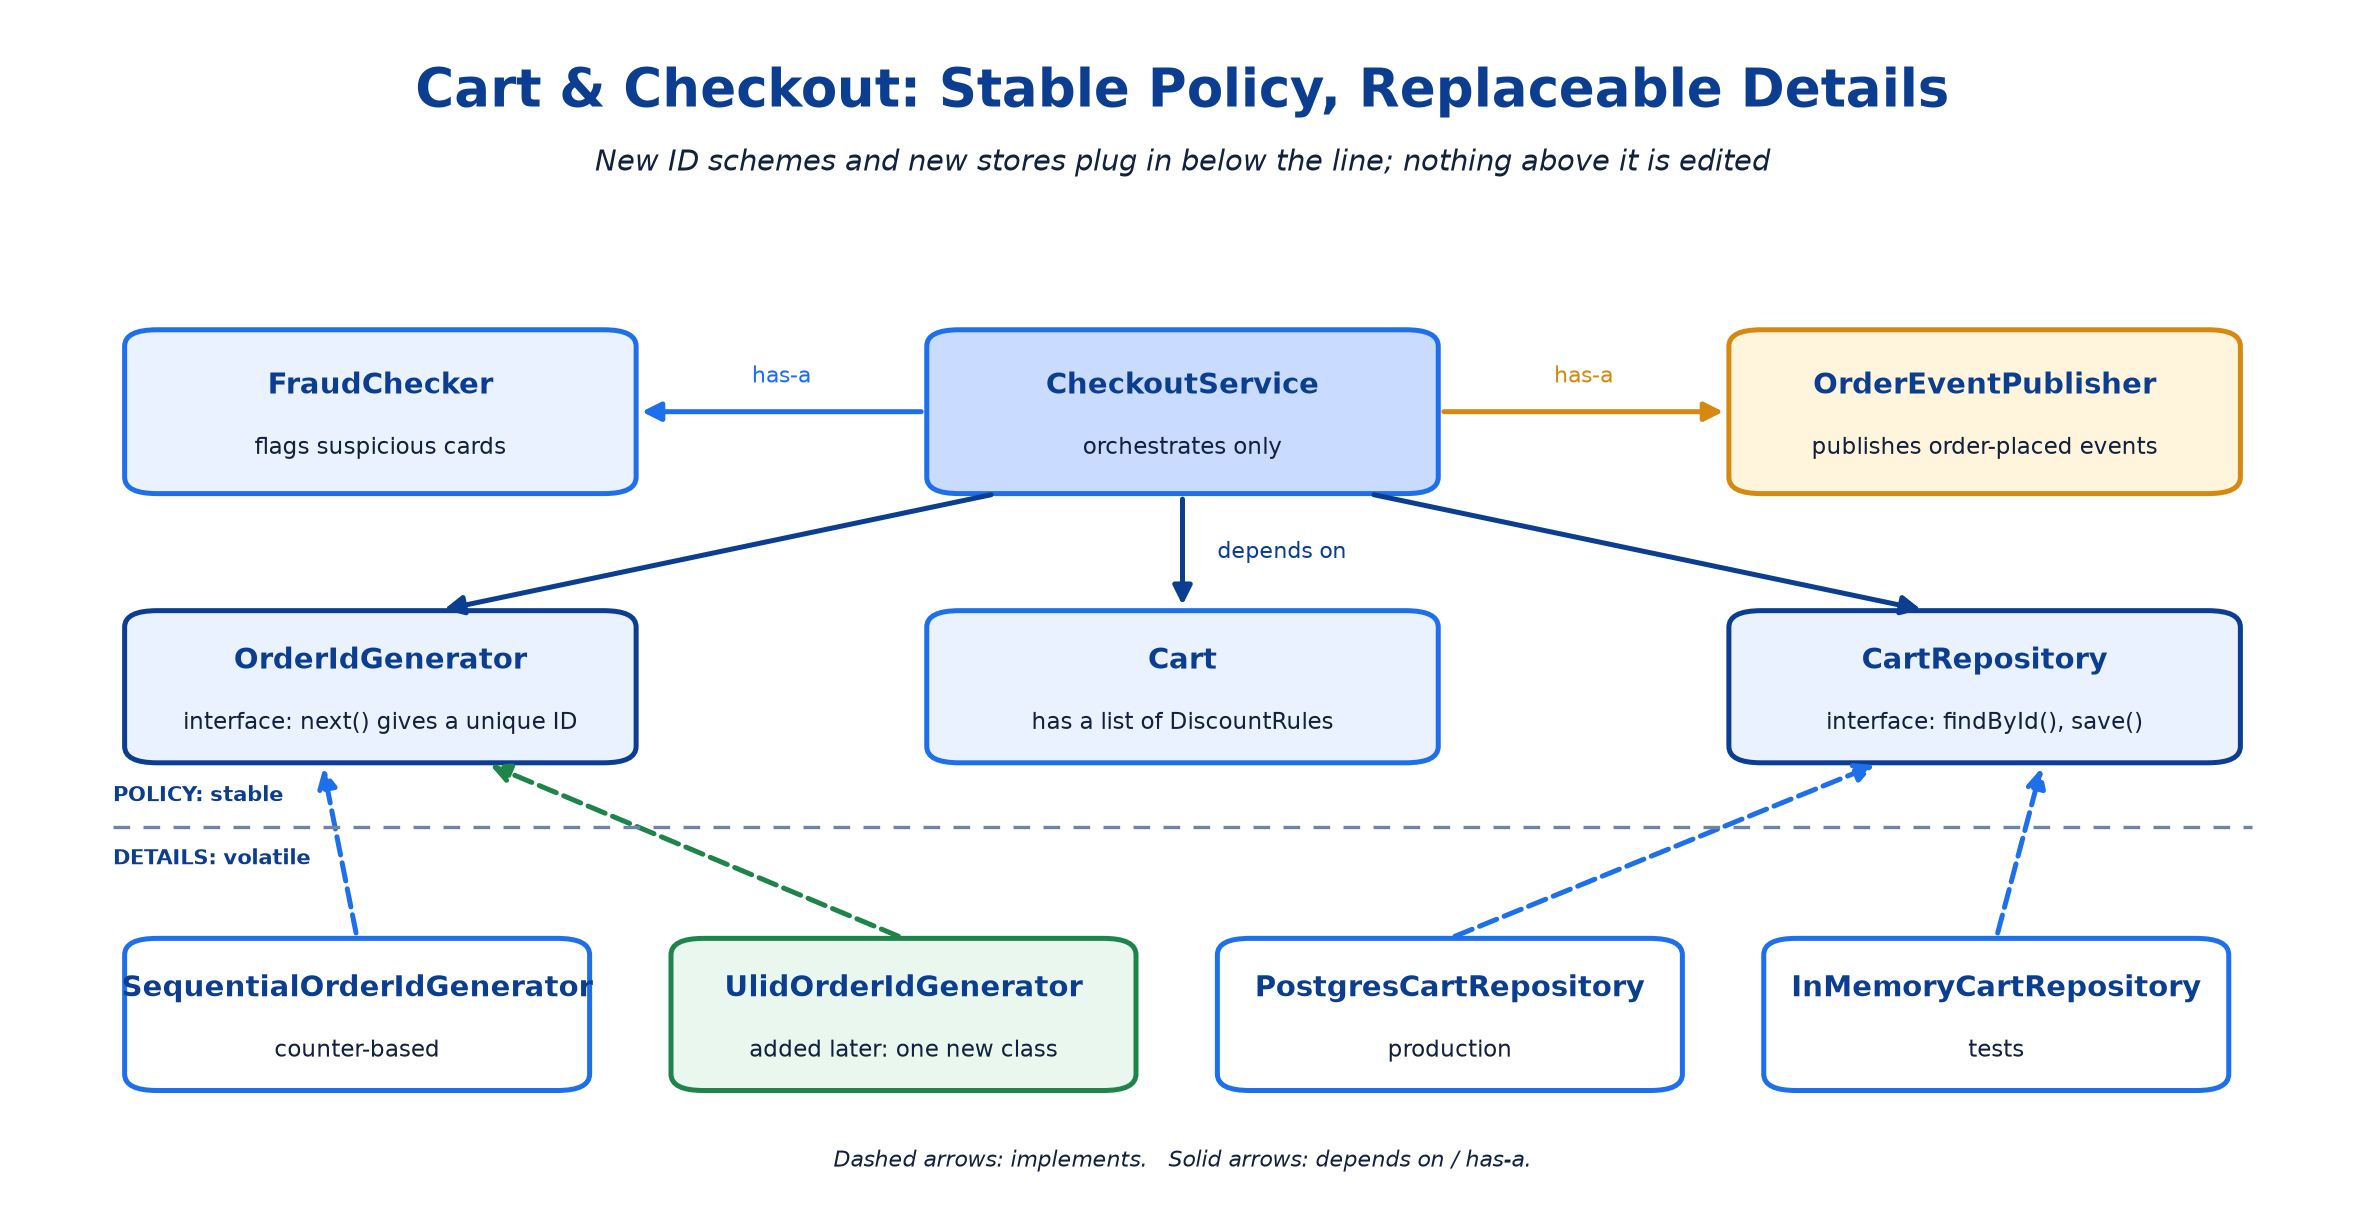 Cart & Checkout: Stable Policy, Replaceable Details
New ID schemes and new stores plug in below the line; nothing above it is edited
FraudChecker
flags suspicious cards
has-a
CheckoutService
orchestrates only
has-a
OrderEventPublisher
publishes order-placed events
depends on
OrderIdGenerator
interface: next() gives a unique ID
Cart
has a list of DiscountRules
CartRepository
interface: findById(), save()
POLICY: stable
DETAILS: volatile
SequentialOrderIdGenerator
counter-based
UlidOrderIdGenerator
added later: one new class
PostgresCartRepository
production
InMemoryCartRepository
tests
Dashed arrows: implements.   Solid arrows: depends on / has-a.